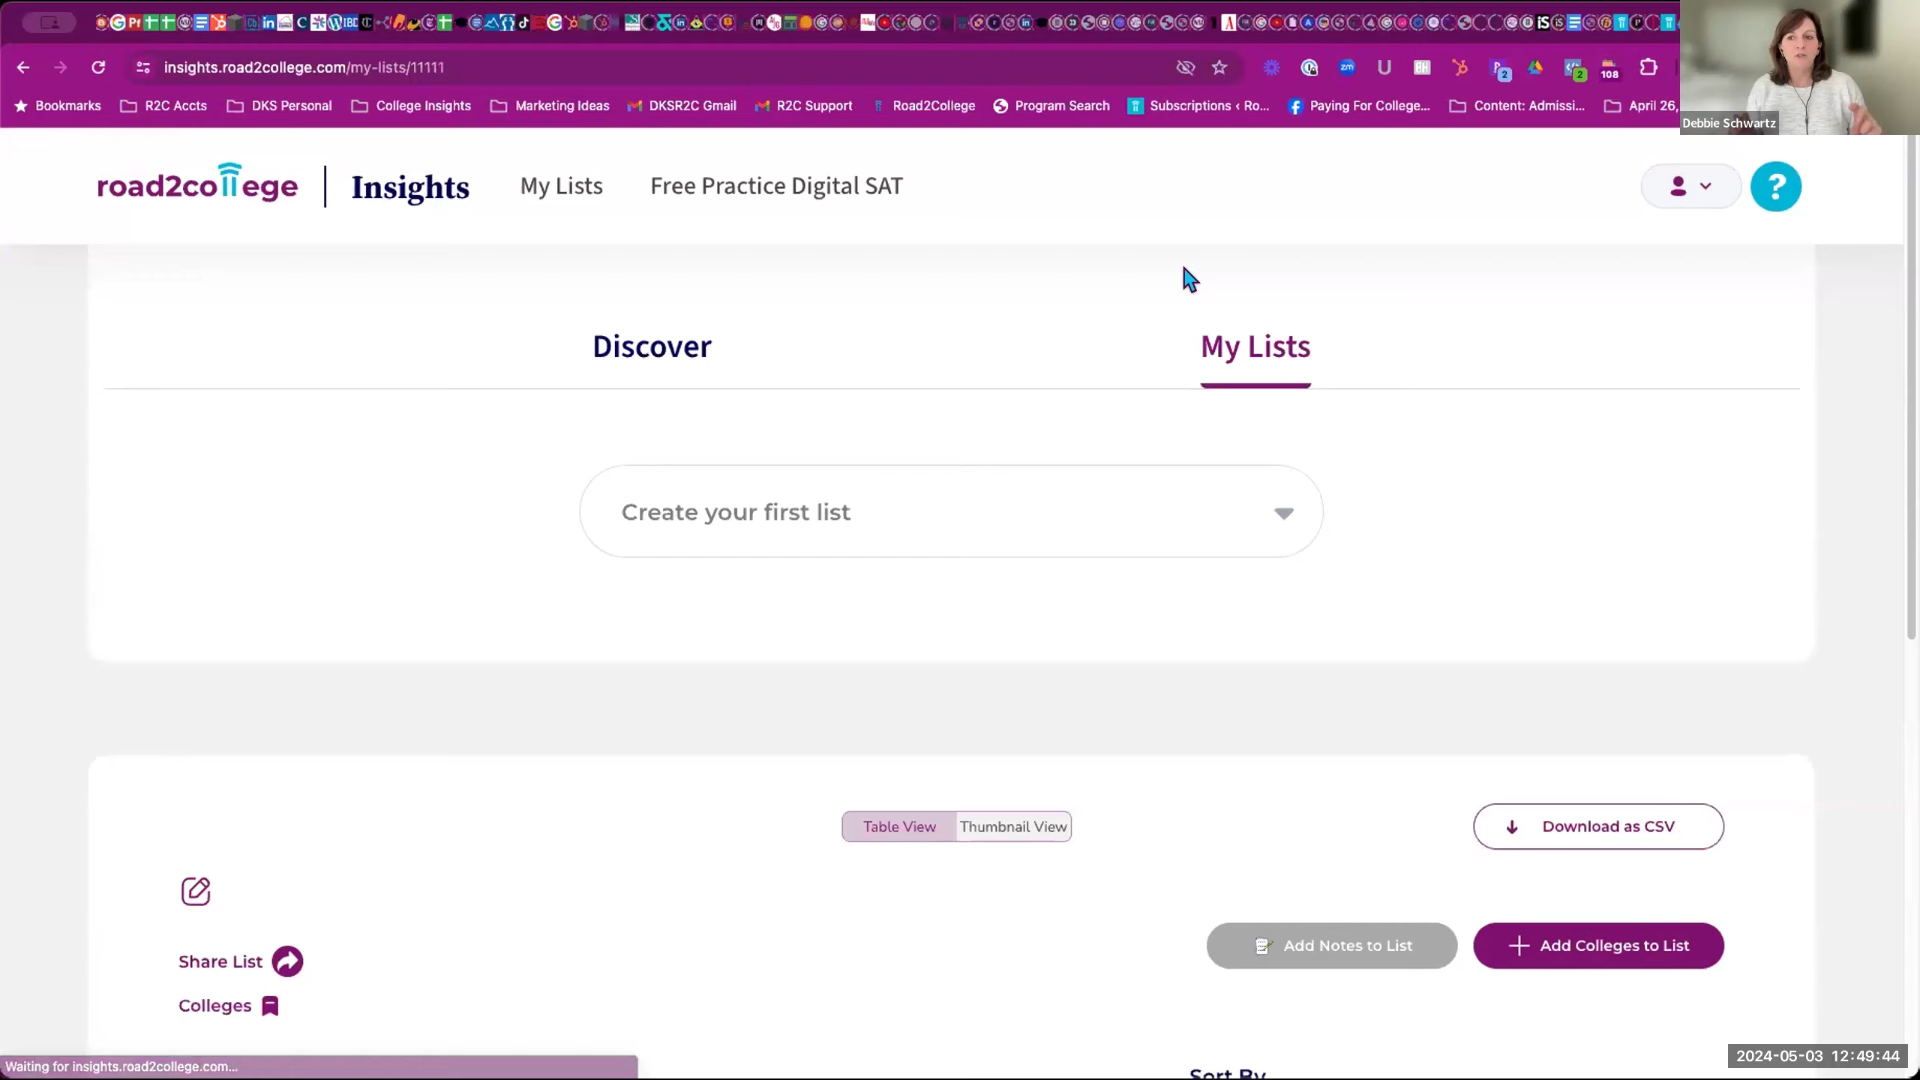 insights.road2college.com/my-lists/11111
2
2
108
Bookmarks R2C Accts DKS Personal College Insights Marketing Ideas DKSR2C Gmail R2C Support Road2College Program Search Subscriptions ‹ Ro... Paying For College... Content: Admissi... April 26,
Debbie Schwartz
road2college Insights My Lists Free Practice Digital SAT ?
Discover My Lists
Create your first list
Table View Thumbnail View Download as CSV
Add Notes to List Add Colleges to List
Share List
Colleges
Sort By
Waiting for insights.road2college.com...
2024-05-03 12:49:44